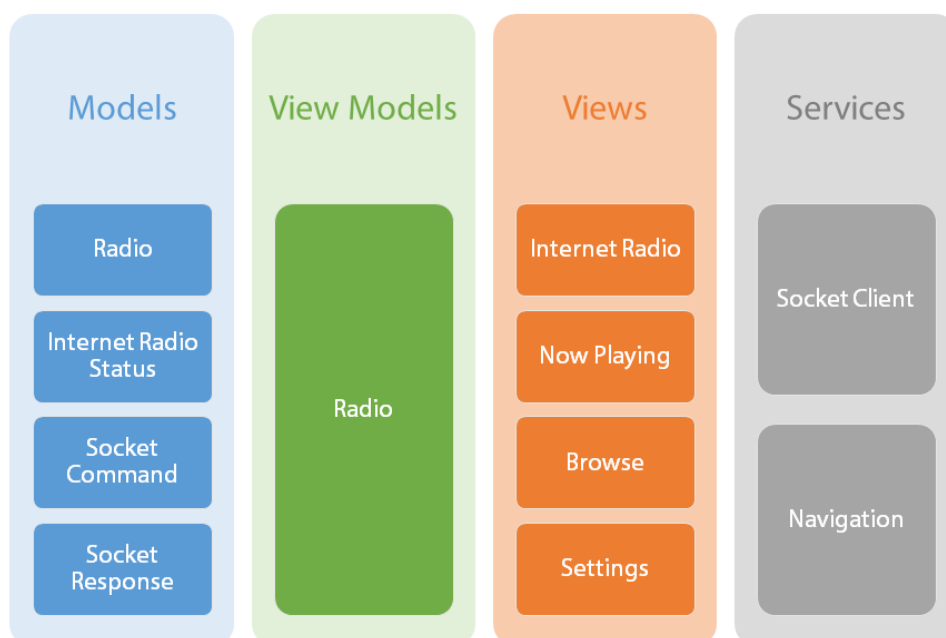 Models
Radio
Internet Radio
Status
Socket
Command
Socket
Response
View Models
Radio
Views
Internet Radio
Now Playing
Browse
Settings
Services
Socket Client
Navigation